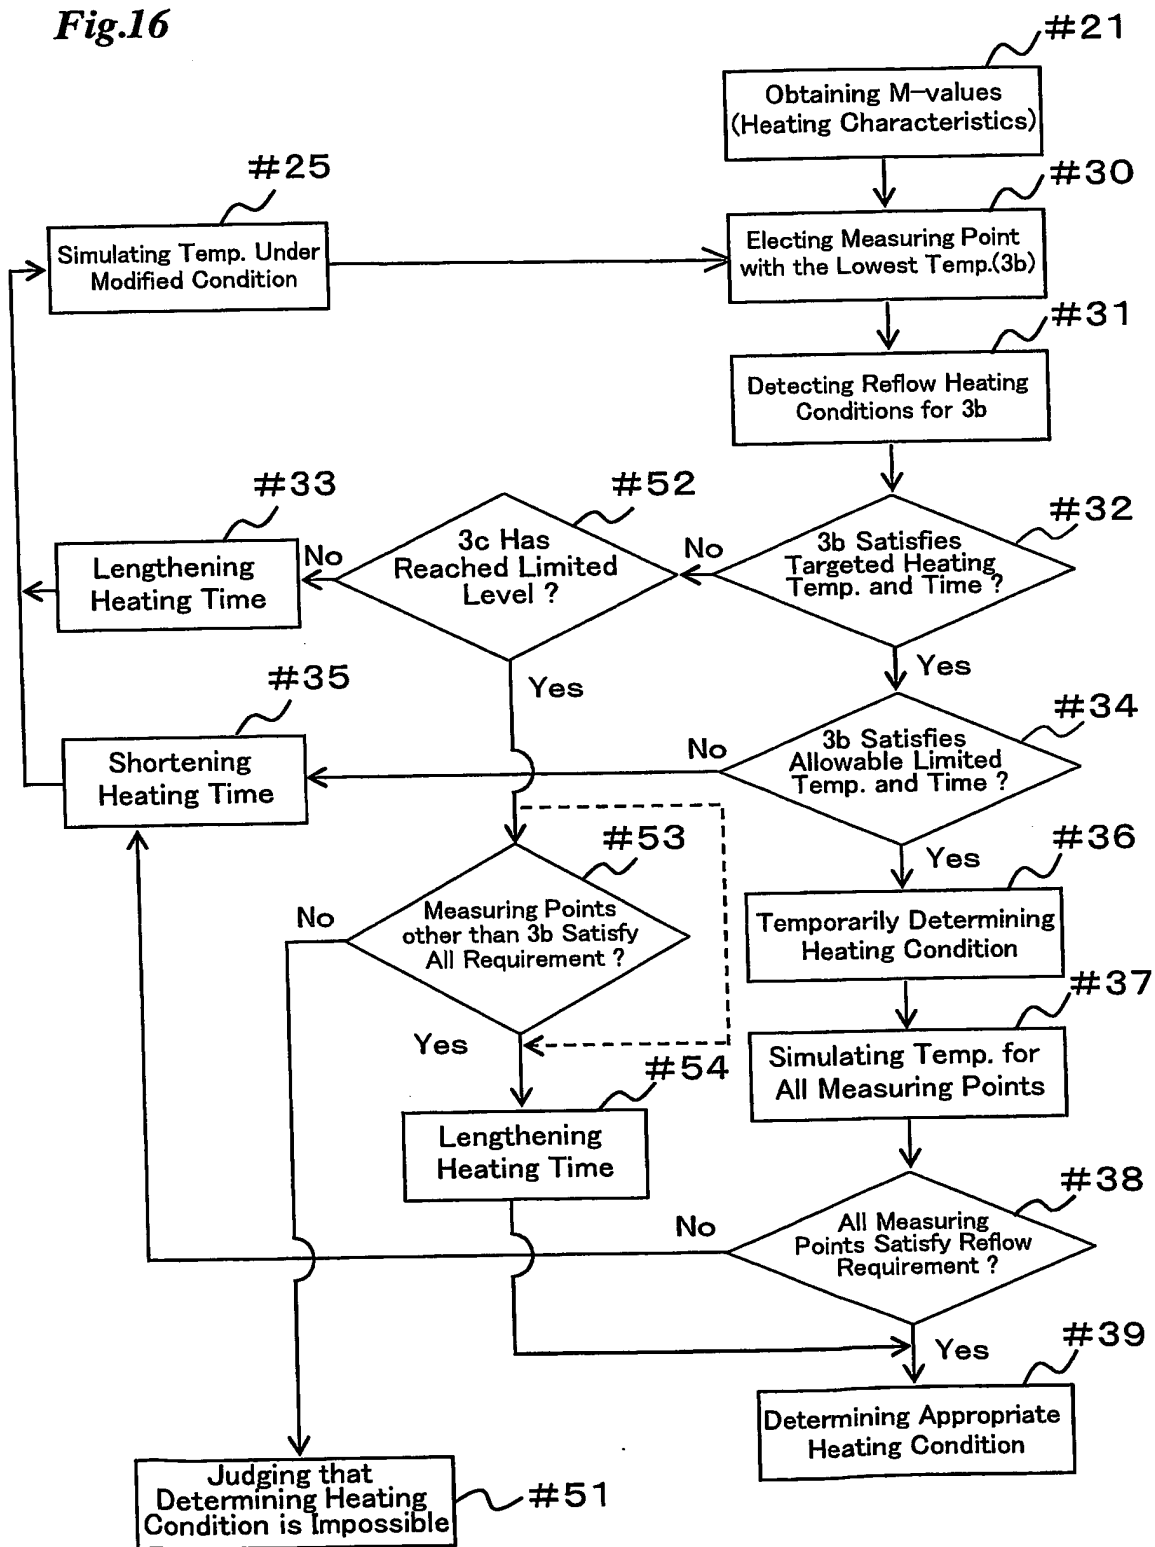 Fig.16
#21
Obtaining M-values
(Heating Characteristics)
#25
#30
Simulating Temp. Under
Modified Condition
Electing Measuring Point
with the Lowest Temp.(3b)
#31
Detecting Reflow Heating
Conditions for 3b
#33
#52
#32
Lengthening
Heating Time
No
3c Has
Reached Limited
Level ?
No
3b Satisfies
Targeted Heating
Temp. and Time ?
Yes
Yes
#35
#34
Shortening
Heating Time
No
3b Satisfies
Allowable Limited
Temp. and Time ?
Yes
#53
#36
No
Measuring Points
other than 3b Satisfy
All Requirement ?
Yes
Temporarily Determining
Heating Condition
#37
Simulating Temp. for
All Measuring Points
#54
Lengthening
Heating Time
#38
No
All Measuring
Points Satisfy Reflow
Requirement ?
Yes
#39
Determining Appropriate
Heating Condition
Judging that
Determining Heating
Condition is Impossible
#51